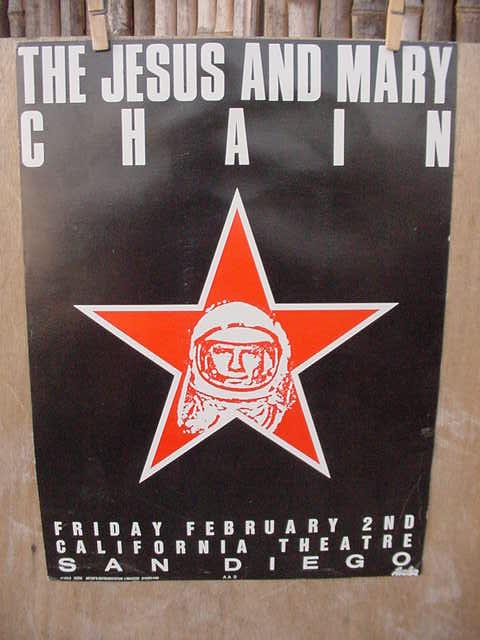 THE JESUS AND MARY
CHAIN
FRIDAY FEBRUARY 2ND
CALIFORNIA THEATRE
SAN DIEGO